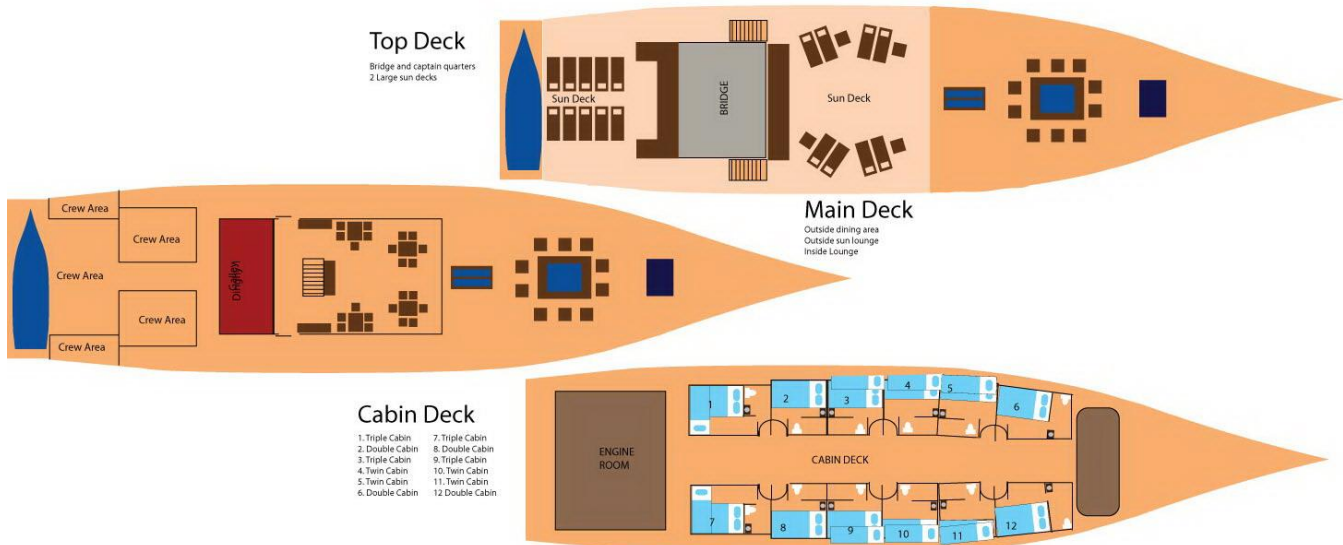 Top Deck
Bridge and captain quarters
2 Large sun decks
Sun Deck
BRIDGE
Sun Deck
Main Deck
Outside dining area
Outside sun lounge
Inside Lounge
Crew Area
Crew Area
Crew Area
Crew Area
Crew Area
Galley
Dinghy
Cabin Deck
1. Triple Cabin
2. Double Cabin
3. Triple Cabin
4. Twin Cabin
5. Twin Cabin
6. Double Cabin
7. Triple Cabin
8. Double Cabin
9. Triple Cabin
10. Twin Cabin
11. Twin Cabin
12 Double Cabin
ENGINE
ROOM
CABIN DECK
1
2
3
4
5
6
7
8
9
10
11
12